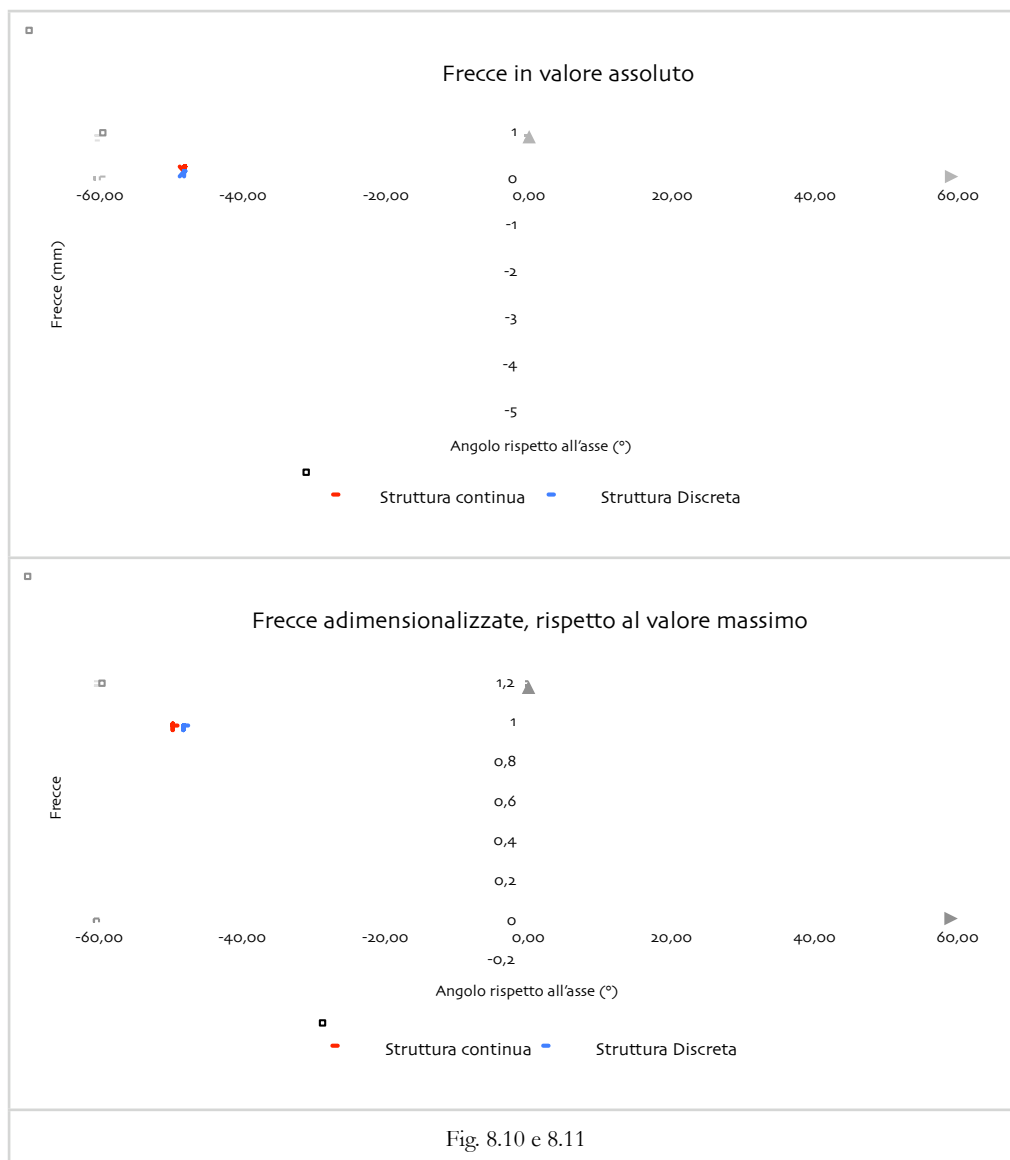 Frecce in valore assoluto
1
0
-60,00 -40,00 -20,00 0,00 20,00 40,00 60,00
-1
-2
-3
-4
-5
Frecce (mm)
Angolo rispetto all'asse (°)
Struttura continua Struttura Discreta
Frecce adimensionalizzate, rispetto al valore massimo
1,2
1
0,8
0,6
0,4
0,2
0
-60,00 -40,00 -20,00 0,00 20,00 40,00 60,00
-0,2
Frecce
Angolo rispetto all'asse (°)
Struttura continua Struttura Discreta
Fig. 8.10 e 8.11